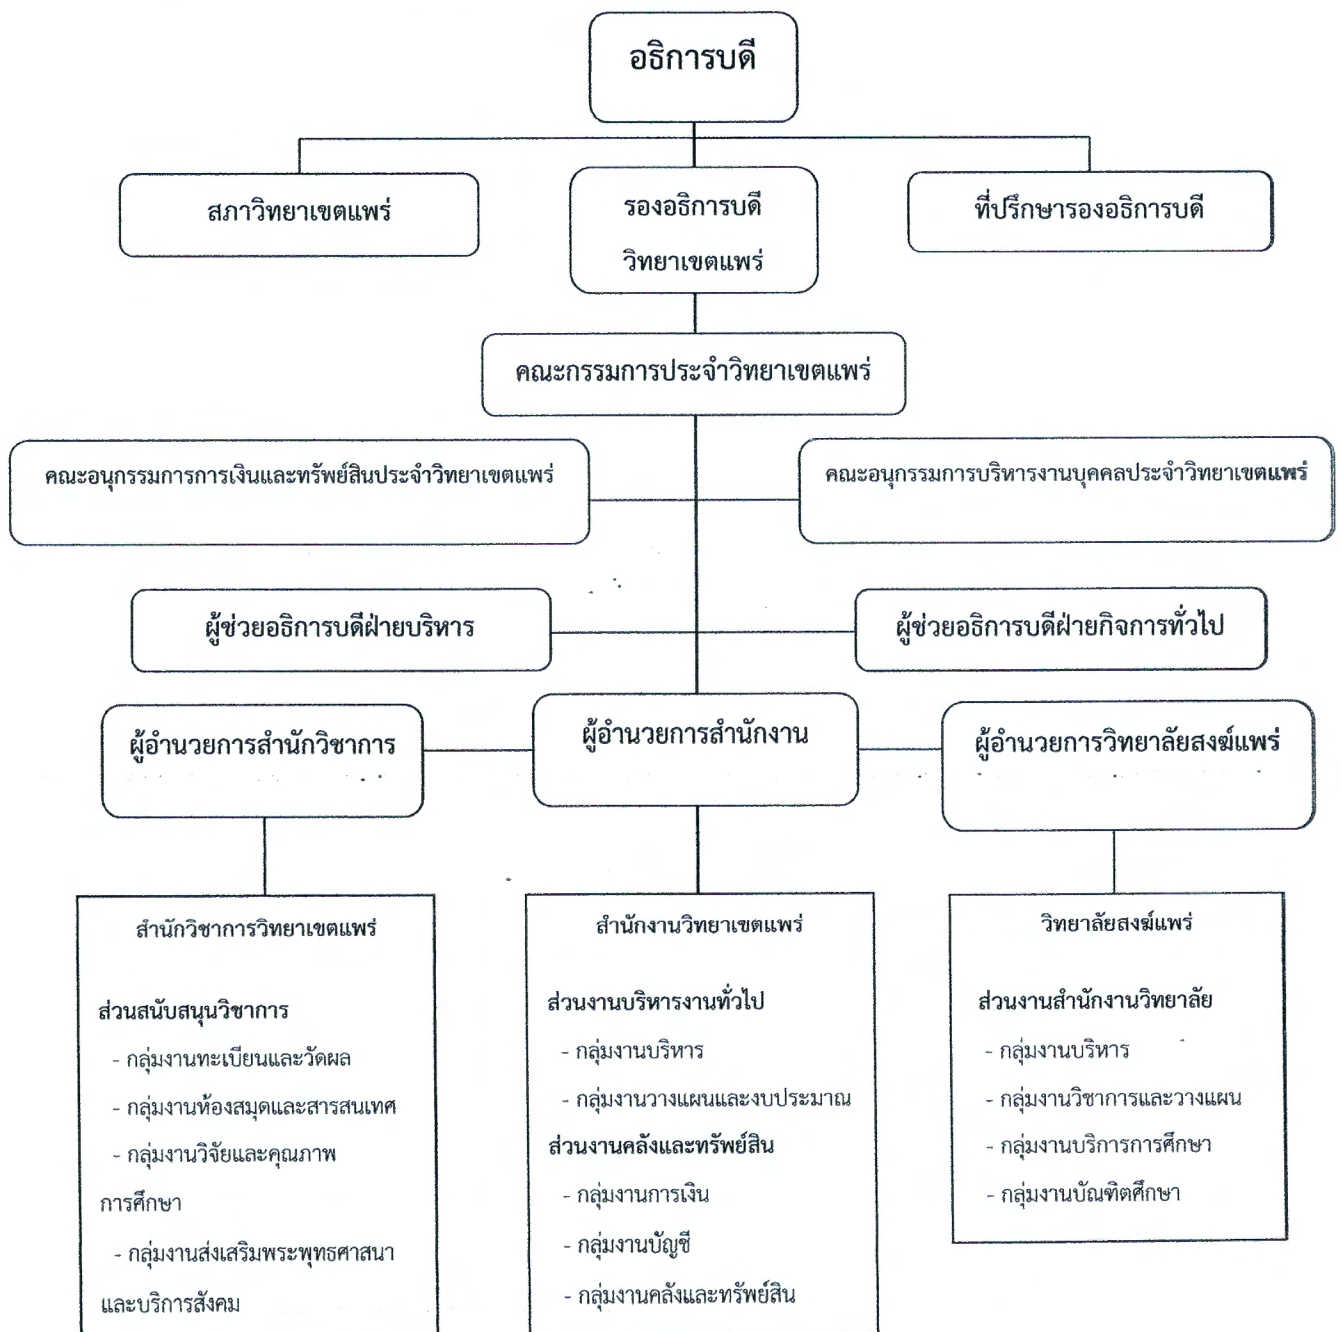 อธิการบดี
สภาวิทยาเขตแพร่
รองอธิการบดี
วิทยาเขตแพร่
ที่ปรึกษารองอธิการบดี
คณะกรรมการประจำวิทยาเขตแพร่
คณะอนุกรรมการการเงินและทรัพย์สินประจำวิทยาเขตแพร่
คณะอนุกรรมการบริหารงานบุคคลประจำวิทยาเขตแพร่
ผู้ช่วยอธิการบดีฝ่ายบริหาร
ผู้ช่วยอธิการบดีฝ่ายกิจการทั่วไป
ผู้อำนวยการสำนักวิชาการ
ผู้อำนวยการสำนักงาน
ผู้อำนวยการวิทยาลัยสงฆ์แพร่
สำนักวิชาการวิทยาเขตแพร่
ส่วนสนับสนุนวิชาการ
- กลุ่มงานทะเบียนและวัดผล
- กลุ่มงานห้องสมุดและสารสนเทศ
- กลุ่มงานวิจัยและคุณภาพ
การศึกษา
- กลุ่มงานส่งเสริมพระพุทธศาสนา
และบริการสังคม
สำนักงานวิทยาเขตแพร่
ส่วนงานบริหารงานทั่วไป
- กลุ่มงานบริหาร
- กลุ่มงานวางแผนและงบประมาณ
ส่วนงานคลังและทรัพย์สิน
- กลุ่มงานการเงิน
- กลุ่มงานบัญชี
- กลุ่มงานคลังและทรัพย์สิน
วิทยาลัยสงฆ์แพร่
ส่วนงานสำนักงานวิทยาลัย
- กลุ่มงานบริหาร
- กลุ่มงานวิชาการและวางแผน
- กลุ่มงานบริการการศึกษา
- กลุ่มงานบัณฑิตศึกษา